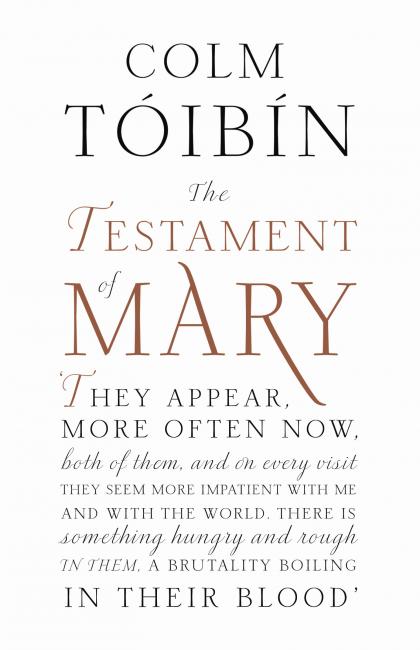 COLM
TÓIBÍN
The
TESTAMENT
of
MARY
‘THEY APPEAR,
MORE OFTEN NOW,
both of them, and on every visit
THEY SEEM MORE IMPATIENT WITH ME
AND WITH THE WORLD. THERE IS
something hungry and rough
IN THEM, A BRUTALITY BOILING
IN THEIR BLOOD’